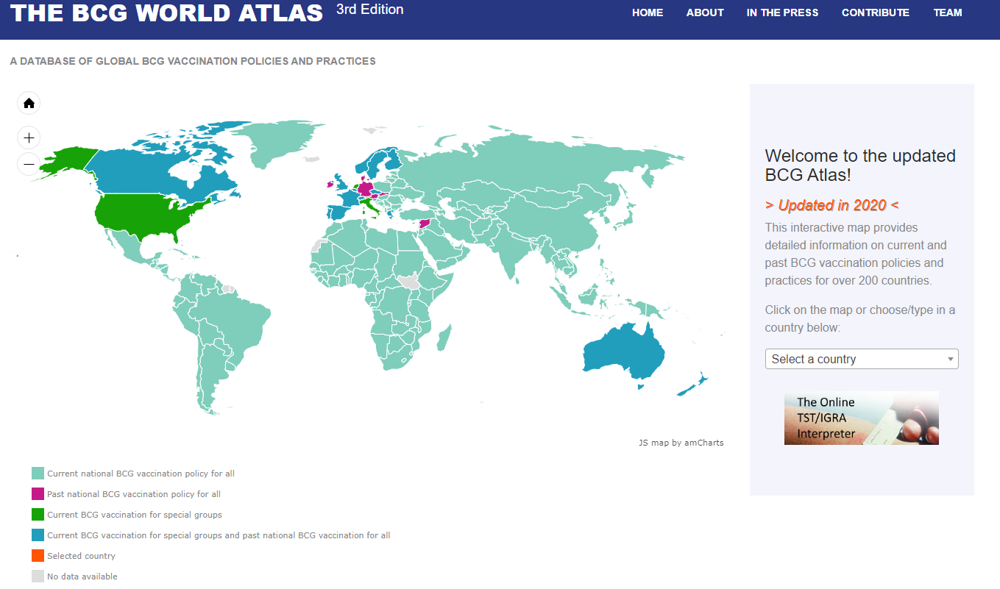 THE BCG WORLD ATLAS 3rd Edition
HOME ABOUT IN THE PRESS CONTRIBUTE TEAM
A DATABASE OF GLOBAL BCG VACCINATION POLICIES AND PRACTICES
Welcome to the updated
BCG Atlas!
> Updated in 2020 <
This interactive map provides
detailed information on current and
past BCG vaccination policies and
practices for over 200 countries.
Click on the map or choose/type in a
country below:
Select a country
The Online
TST/IGRA
Interpreter
JS map by amCharts
Current national BCG vaccination policy for all
Past national BCG vaccination policy for all
Current BCG vaccination for special groups
Current BCG vaccination for special groups and past national BCG vaccination for all
Selected country
No data available